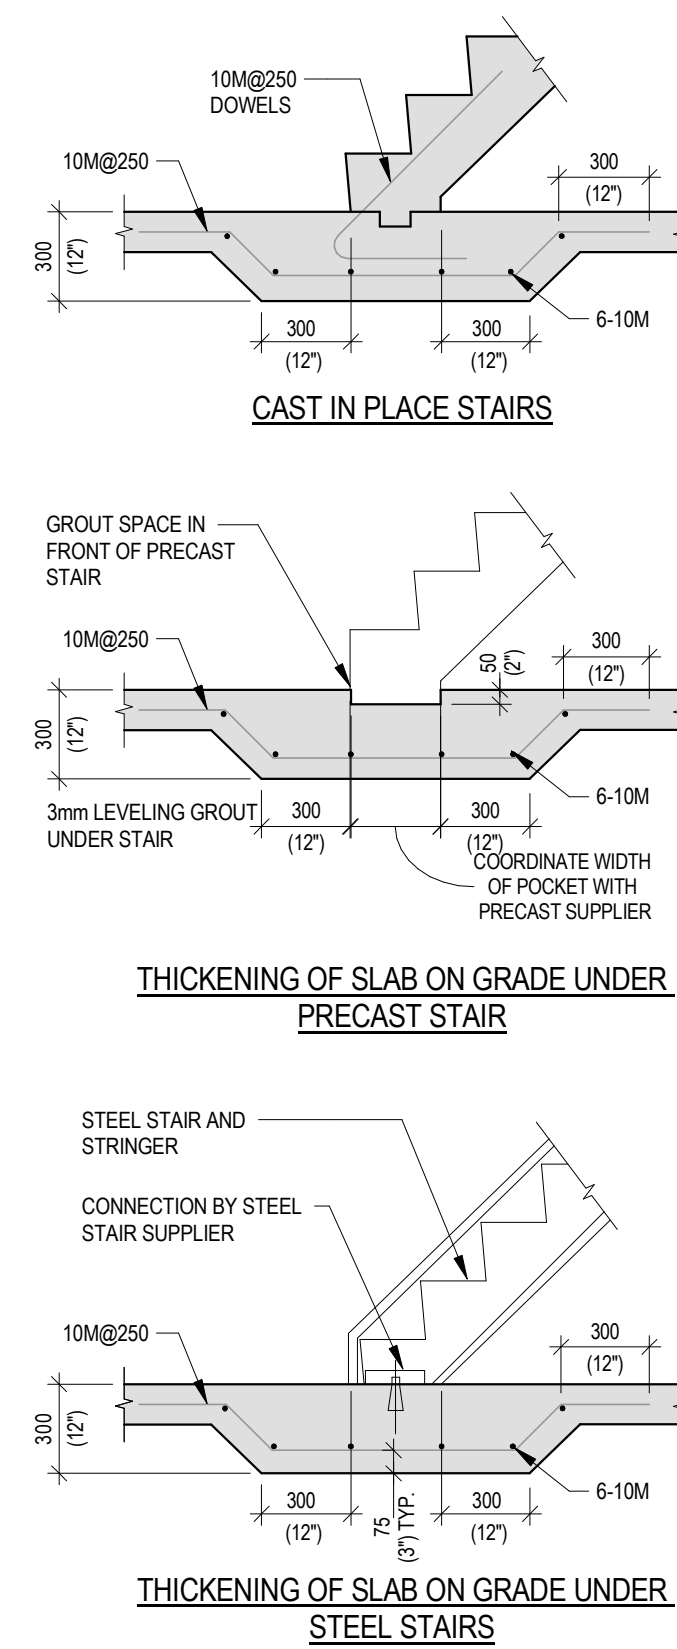 10M@250
DOWELS
10M@250
300
(12")
300
(12")
6-10M
300
(12")
300
(12")
CAST IN PLACE STAIRS
GROUT SPACE IN
FRONT OF PRECAST
STAIR
10M@250
300
(12")
50
(2")
300
(12")
6-10M
3mm LEVELING GROUT
UNDER STAIR
300
(12")
300
(12")
COORDINATE WIDTH
OF POCKET WITH
PRECAST SUPPLIER
THICKENING OF SLAB ON GRADE UNDER
PRECAST STAIR
STEEL STAIR AND
STRINGER
CONNECTION BY STEEL
STAIR SUPPLIER
10M@250
300
(12")
300
(12")
6-10M
300
(12")
75
(3") TYP.
300
(12")
THICKENING OF SLAB ON GRADE UNDER
STEEL STAIRS